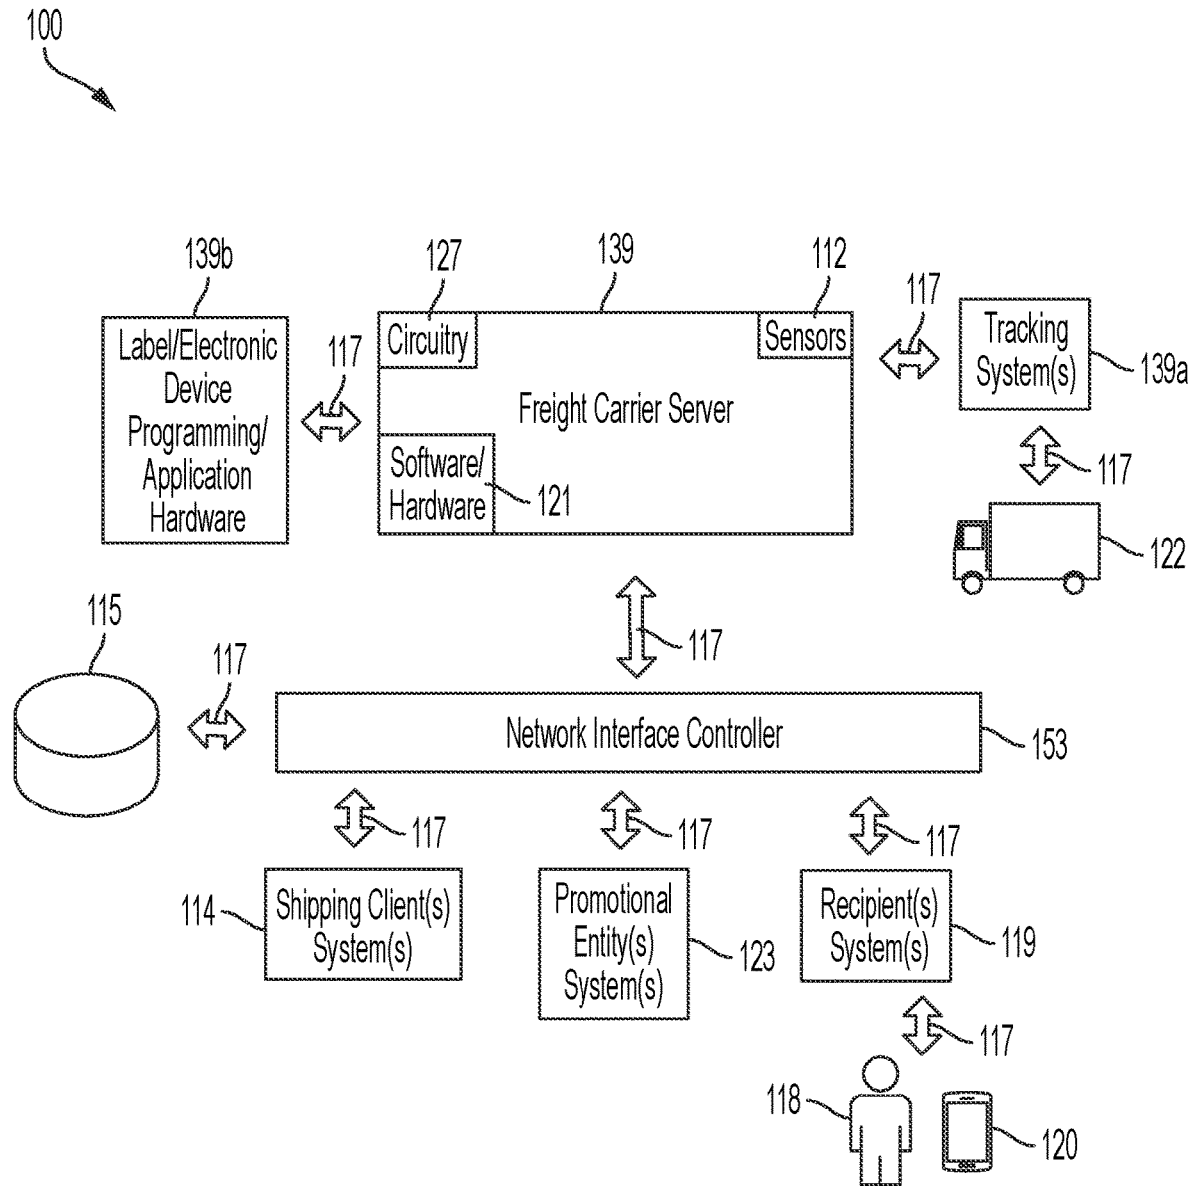 100
139b
127
139
112
117
Label/Electronic
Device
Programming/
Application
Hardware
117
Circuitry
Sensors
Freight Carrier Server
Software/
Hardware
121
Tracking
System(s)
139a
117
122
115
117
117
Network Interface Controller
153
117
117
117
114
Shipping Client(s)
System(s)
Promotional
Entity(s)
System(s)
123
Recipient(s)
System(s)
119
117
118
120